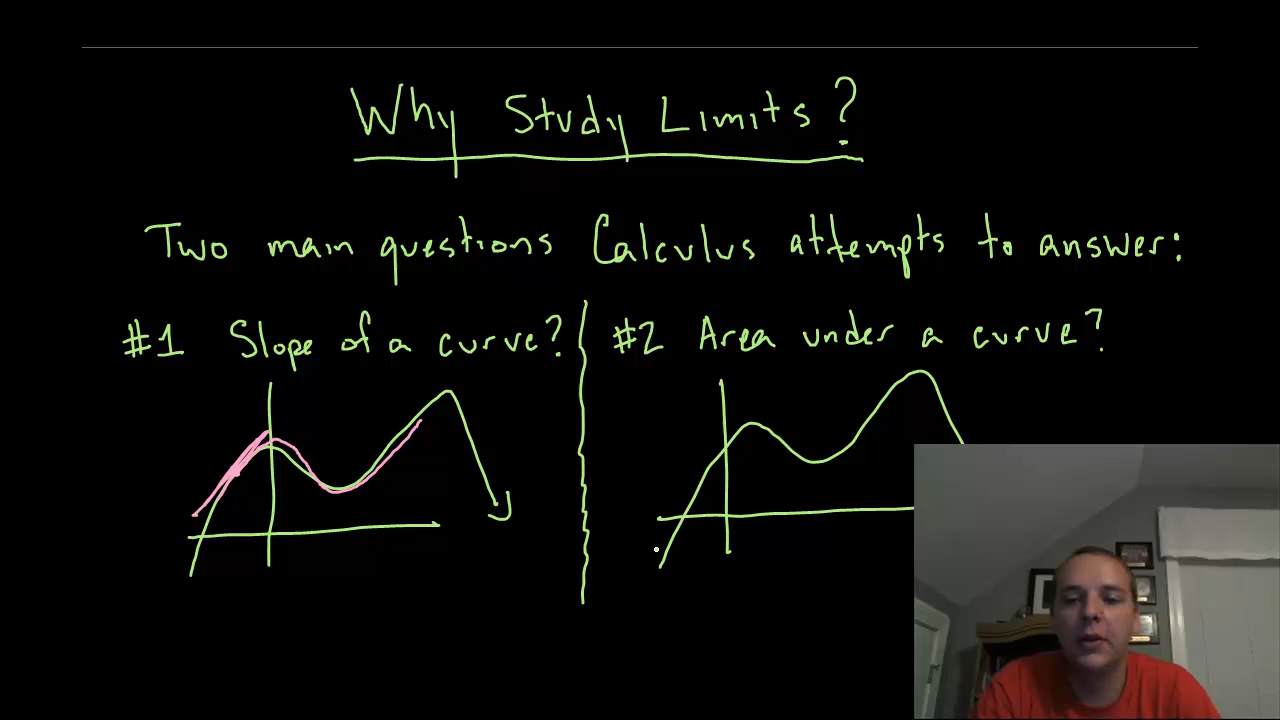 Why Study Limits?
Two main questions Calculus attempts to answer:
#1 Slope of a curve?
#2 Area under a curve?